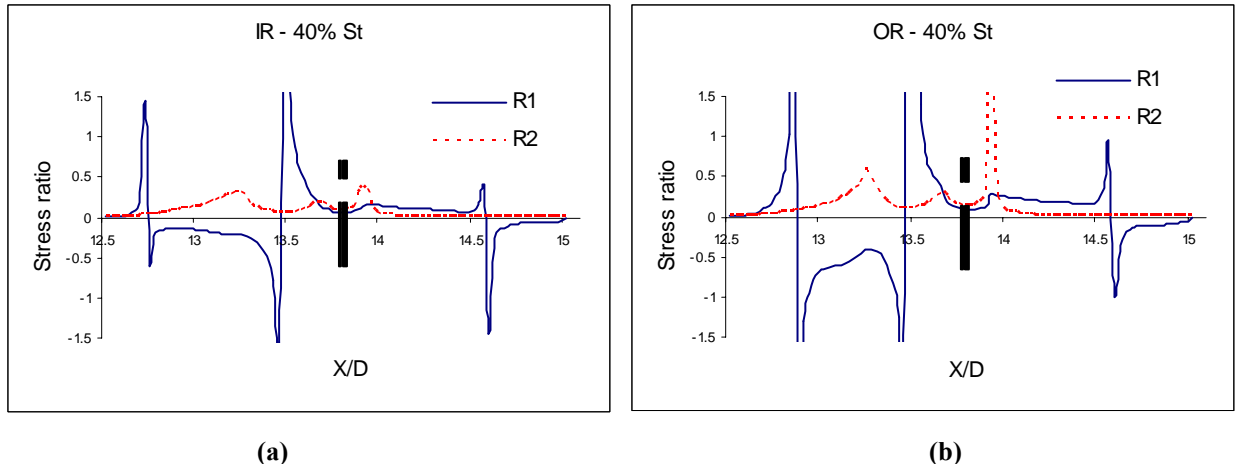 IR - 40% St
1.5
1
0.5
0
-0.5
-1
-1.5
12.5 13 13.5 14 14.5 15
Stress ratio
X/D
R1
R2
(a)
OR - 40% St
1.5
1
0.5
0
-0.5
-1
-1.5
12.5 13 13.5 14 14.5 15
Stress ratio
X/D
R1
R2
(b)